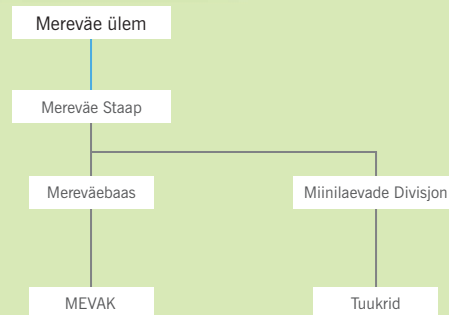 Mereväe ülem
Mereväe Staap
Mereväebaas
Miinilaevade Divisjon
MEVAK
Tuukrid